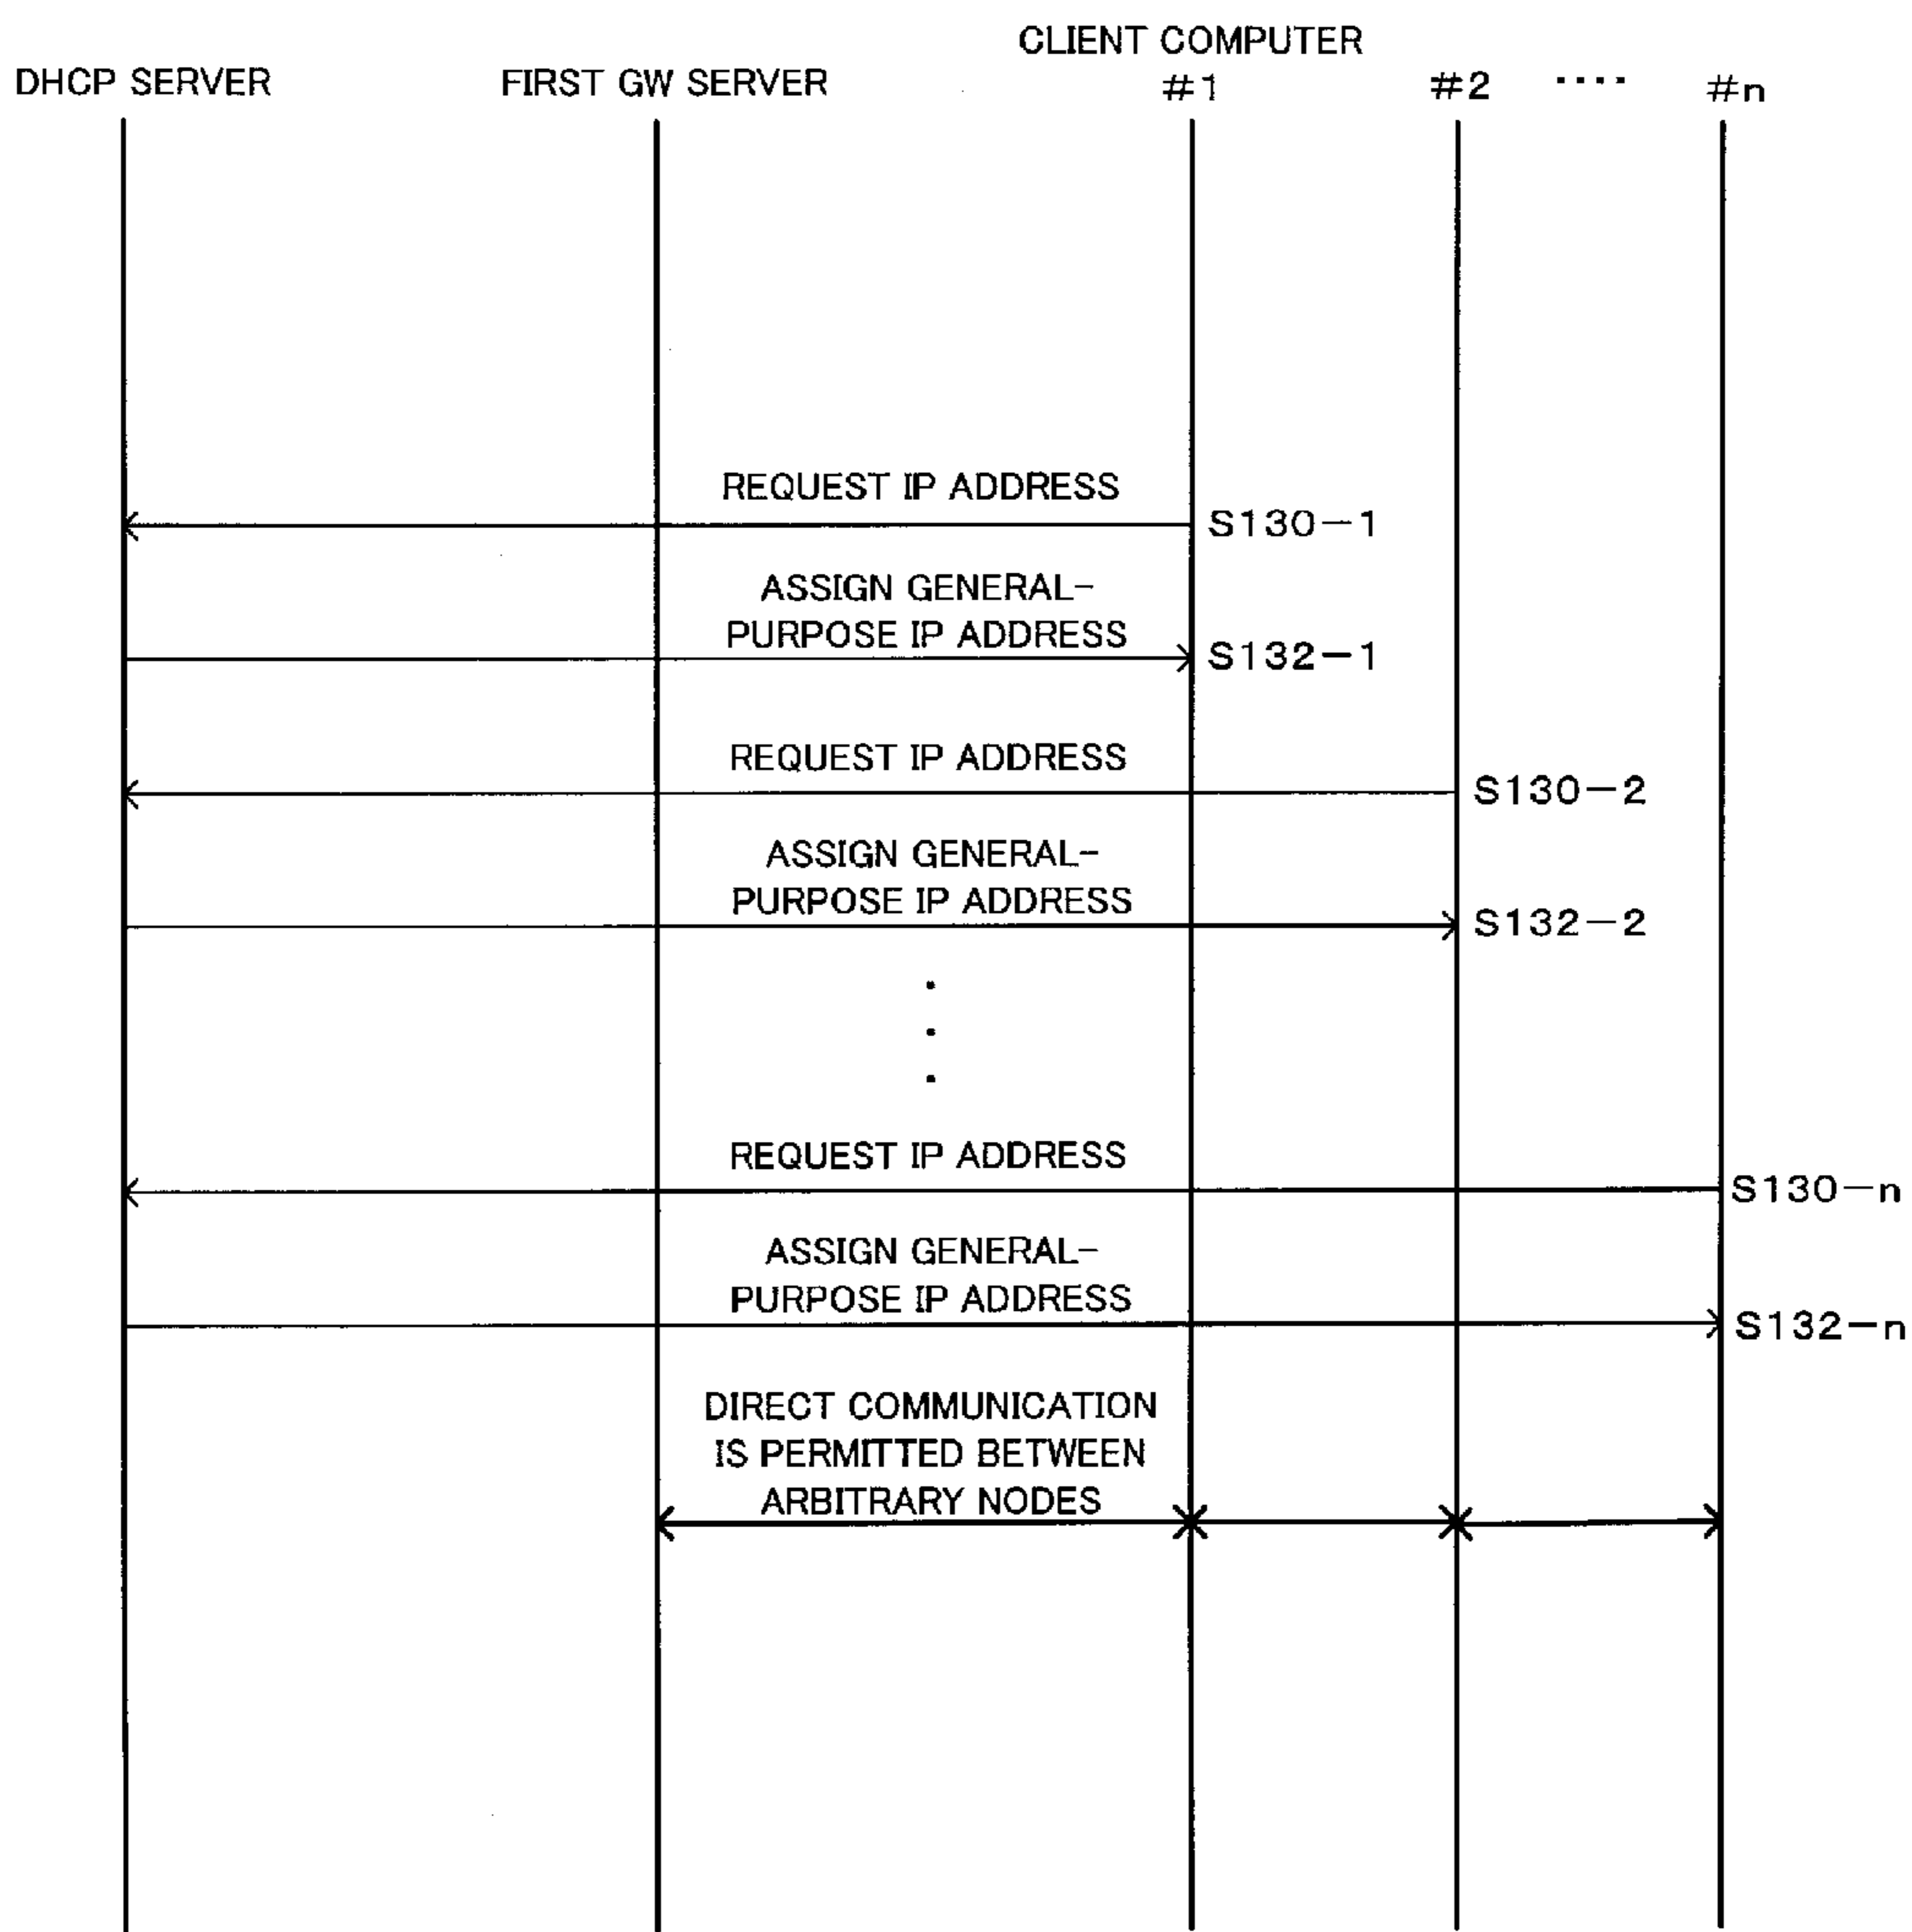 CLIENT COMPUTER
DHCP SERVER
FIRST GW SERVER
#1
#2
····
#n
REQUEST IP ADDRESS
S130-1
ASSIGN GENERAL-
PURPOSE IP ADDRESS
S132-1
REQUEST IP ADDRESS
S130-2
ASSIGN GENERAL-
PURPOSE IP ADDRESS
S132-2
REQUEST IP ADDRESS
S130-n
ASSIGN GENERAL-
PURPOSE IP ADDRESS
S132-n
DIRECT COMMUNICATION
IS PERMITTED BETWEEN
ARBITRARY NODES